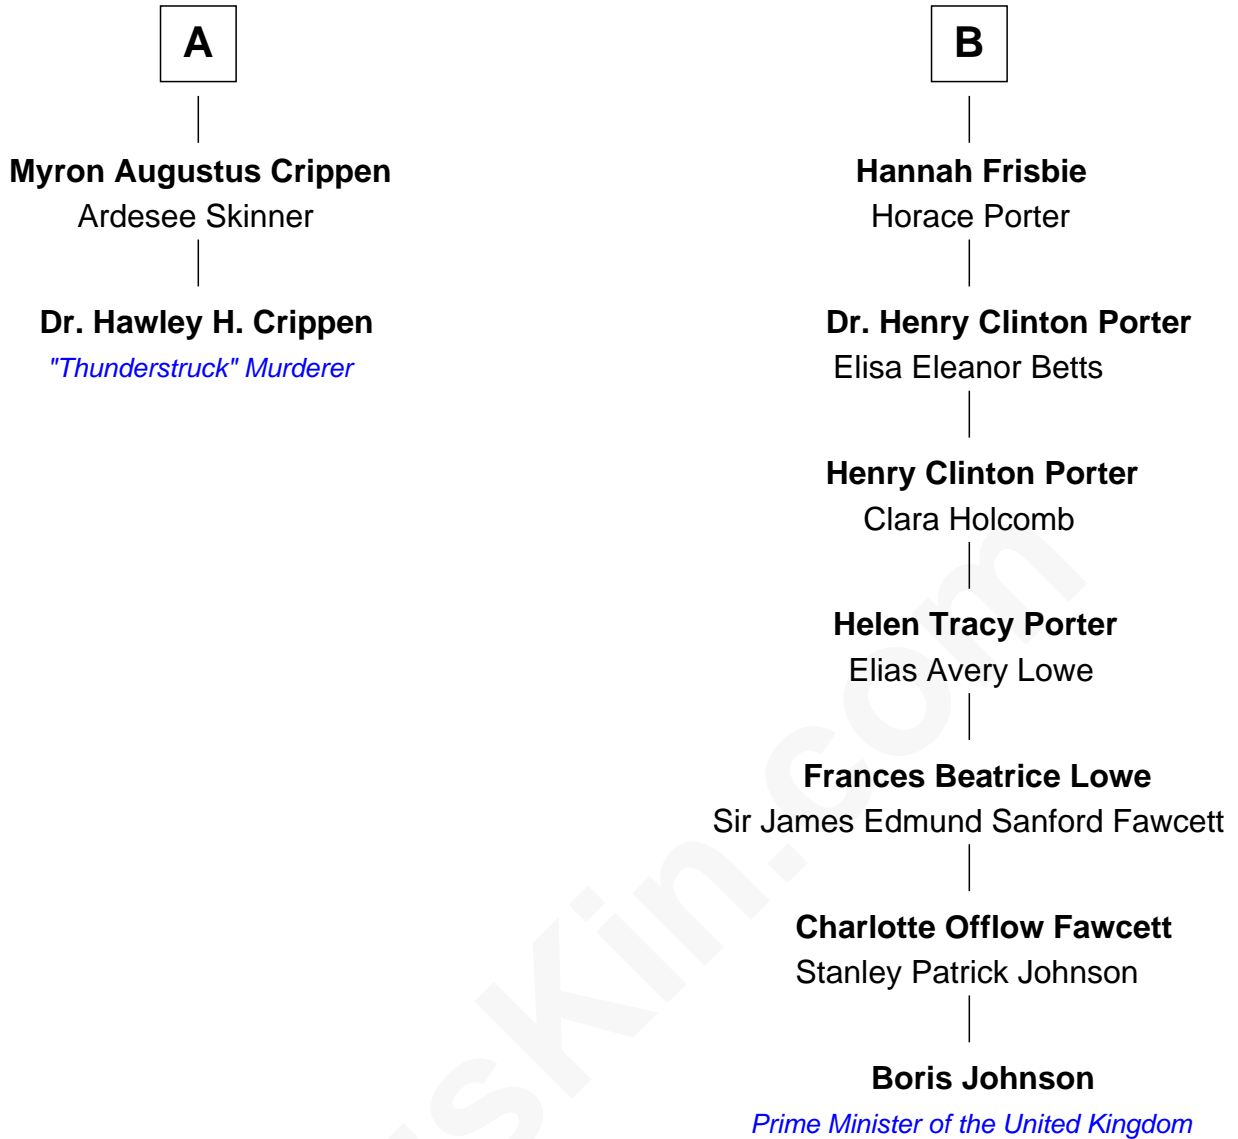 A
Myron Augustus Crippen
Ardesee Skinner
Dr. Hawley H. Crippen
"Thunderstruck" Murderer
B
Hannah Frisbie
Horace Porter
Dr. Henry Clinton Porter
Elisa Eleanor Betts
Henry Clinton Porter
Clara Holcomb
Helen Tracy Porter
Elias Avery Lowe
Frances Beatrice Lowe
Sir James Edmund Sanford Fawcett
Charlotte Offlow Fawcett
Stanley Patrick Johnson
Boris Johnson
Prime Minister of the United Kingdom